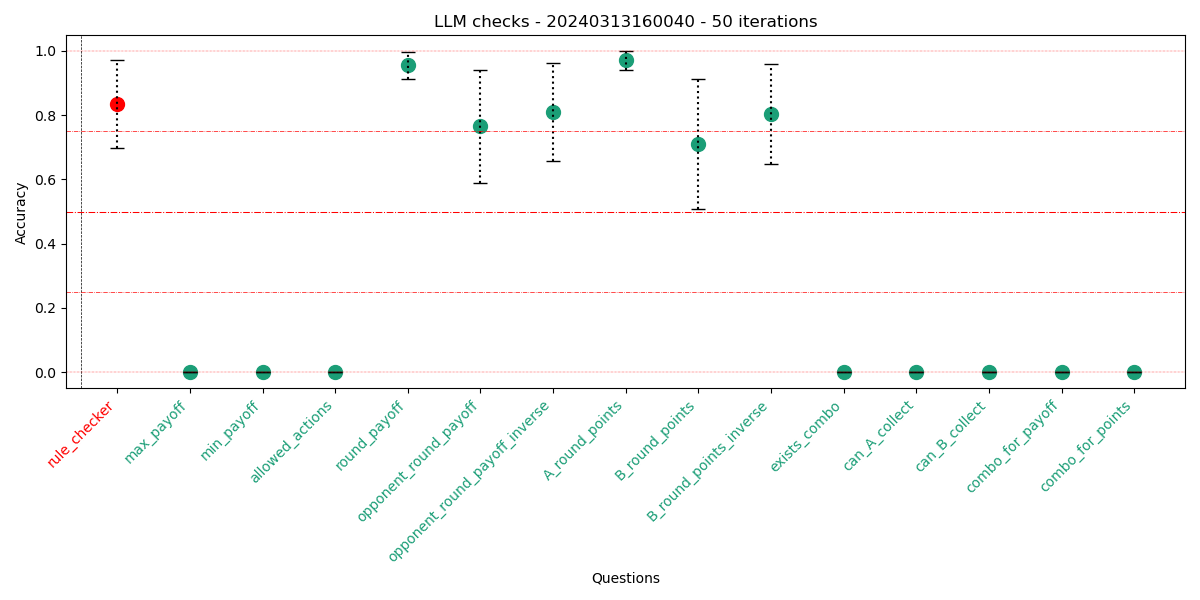 LLM checks - 20240313160040 - 50 iterations
1.0
0.8
0.6
0.4
0.2
0.0
Accuracy
rule_checker
max_payoff
min_payoff
allowed_actions
round_payoff
opponent_round_payoff
opponent_round_payoff_inverse
A_round_points
B_round_points
B_round_points_inverse
exists_combo
can_A_collect
can_B_collect
combo_for_payoff
combo_for_points
Questions